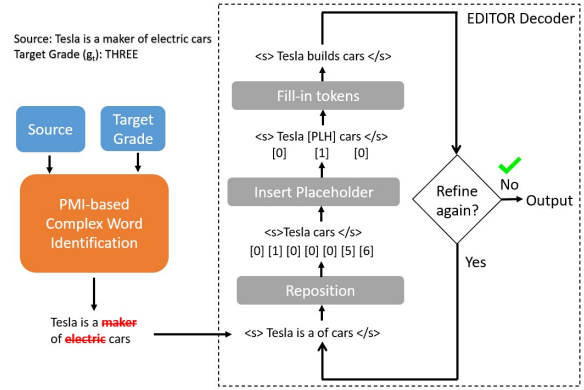 EDITOR Decoder
Source: Tesla is a maker of electric cars
Target Grade (gt): THREE
Source
Target
Grade
PMI-based
Complex Word
Identification
Tesla is a maker
of electric cars
<s> Tesla is a of cars </s>
Reposition
[0] [1] [0] [0] [0] [5] [6]
<s>Tesla cars </s>
Insert Placeholder
[0] [1] [0]
<s> Tesla [PLH] cars </s>
Fill-in tokens
<s> Tesla builds cars </s>
Refine
again?
No
Output
Yes